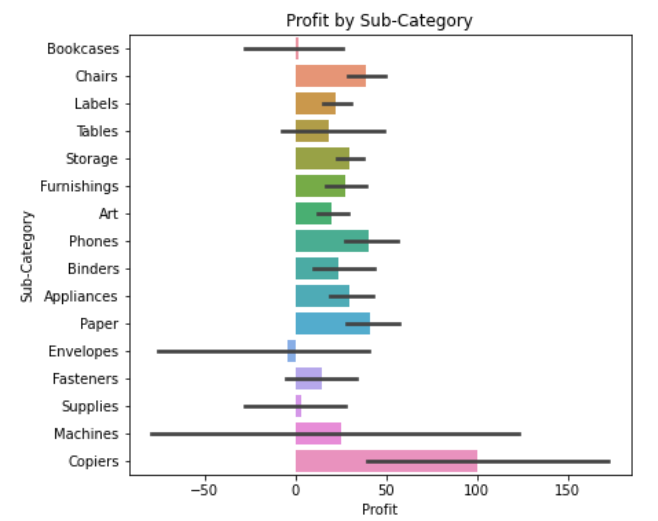 Profit by Sub-Category
Sub-Category
Bookcases
Chairs
Labels
Tables
Storage
Furnishings
Art
Phones
Binders
Appliances
Paper
Envelopes
Fasteners
Supplies
Machines
Copiers
−50 0 50 100 150
Profit